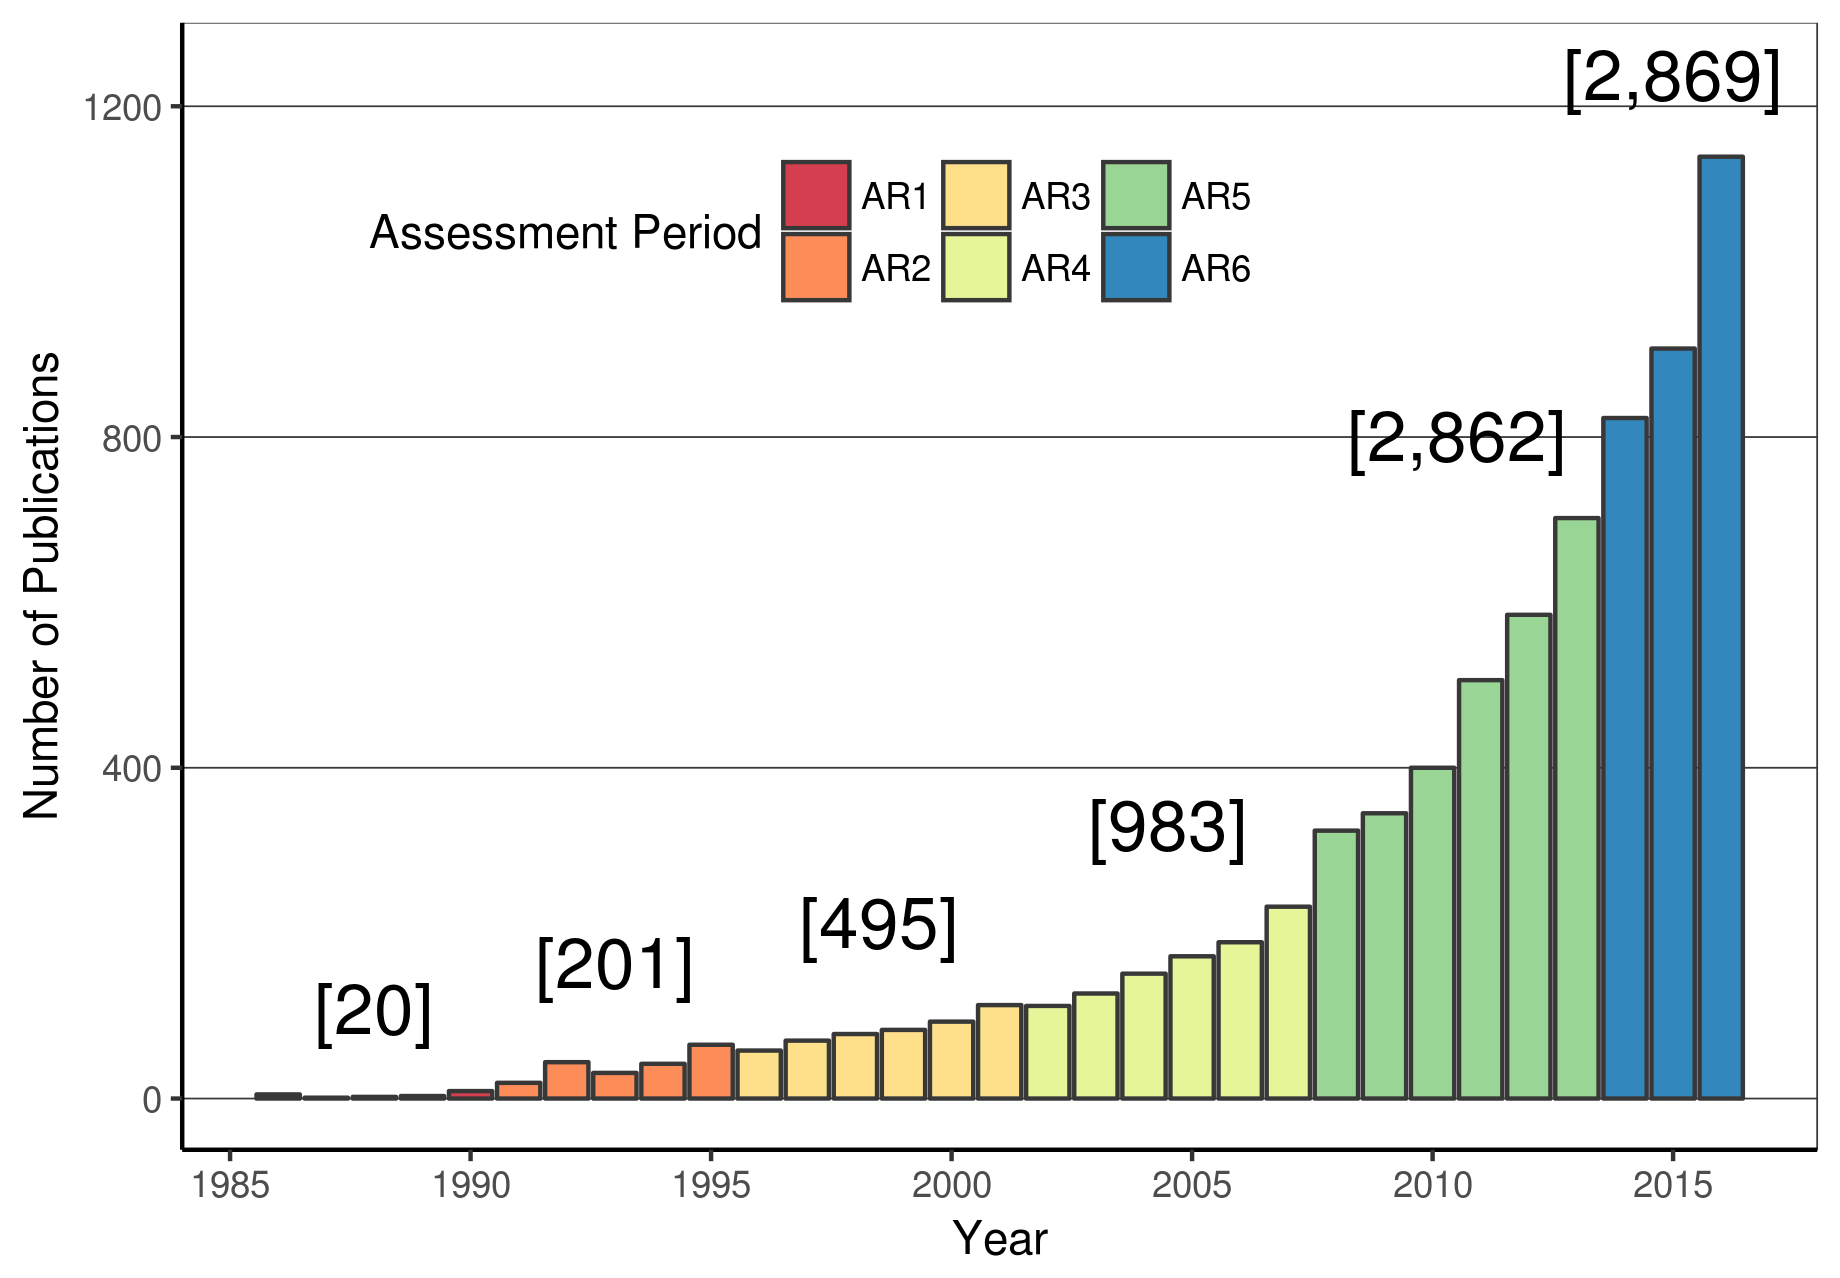 [2,869]
1200
AR1 AR3 AR5
Assessment Period
AR2 AR4 AR6
Number of Publications
800
[2,862]
400
[983]
[495]
[201]
[20]
0
1985 1990 1995 2000 2005 2010 2015
Year